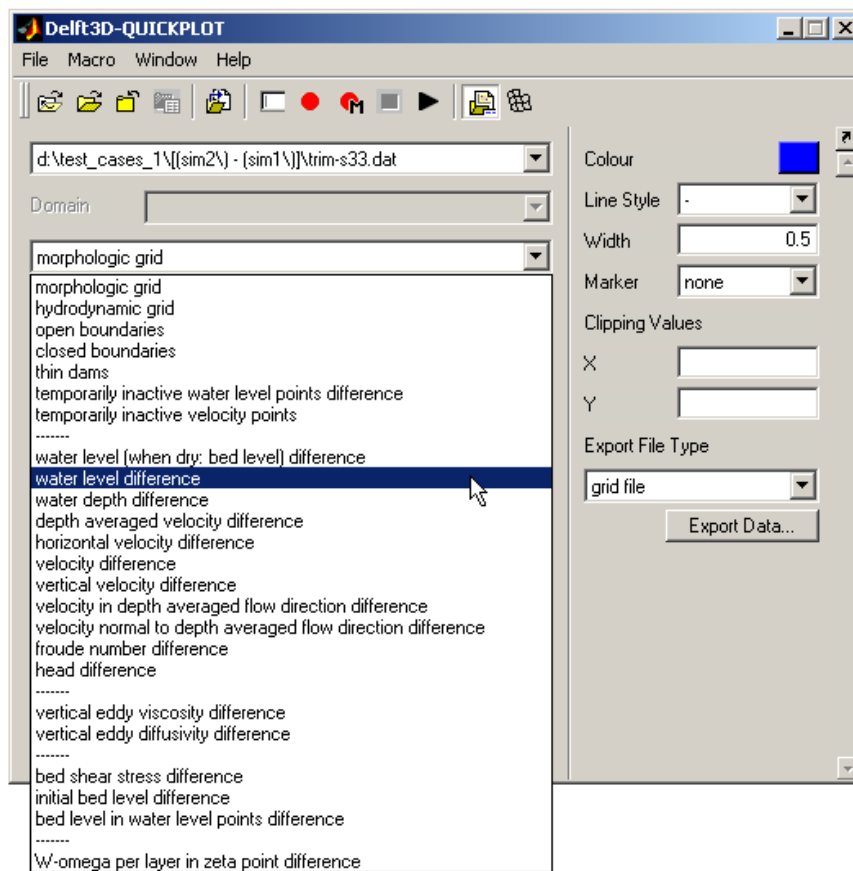 Delft3D-QUICKPLOT
File Macro Window Help
M
d:\test_cases_1\[(sim2\) - (sim1\)]\trim-s33.dat
Domain
morphologic grid
morphologic grid
hydrodynamic grid
open boundaries
closed boundaries
thin dams
temporarily inactive water level points difference
temporarily inactive velocity points
-------
water level (when dry: bed level) difference
water level difference
water depth difference
depth averaged velocity difference
horizontal velocity difference
velocity difference
vertical velocity difference
velocity in depth averaged flow direction difference
velocity normal to depth averaged flow direction difference
froude number difference
head difference
-------
vertical eddy viscosity difference
vertical eddy diffusivity difference
-------
bed shear stress difference
initial bed level difference
bed level in water level points difference
-------
W-omega per layer in zeta point difference
Colour
Line Style -
Width 0.5
Marker none
Clipping Values
X
Y
Export File Type
grid file
Export Data...